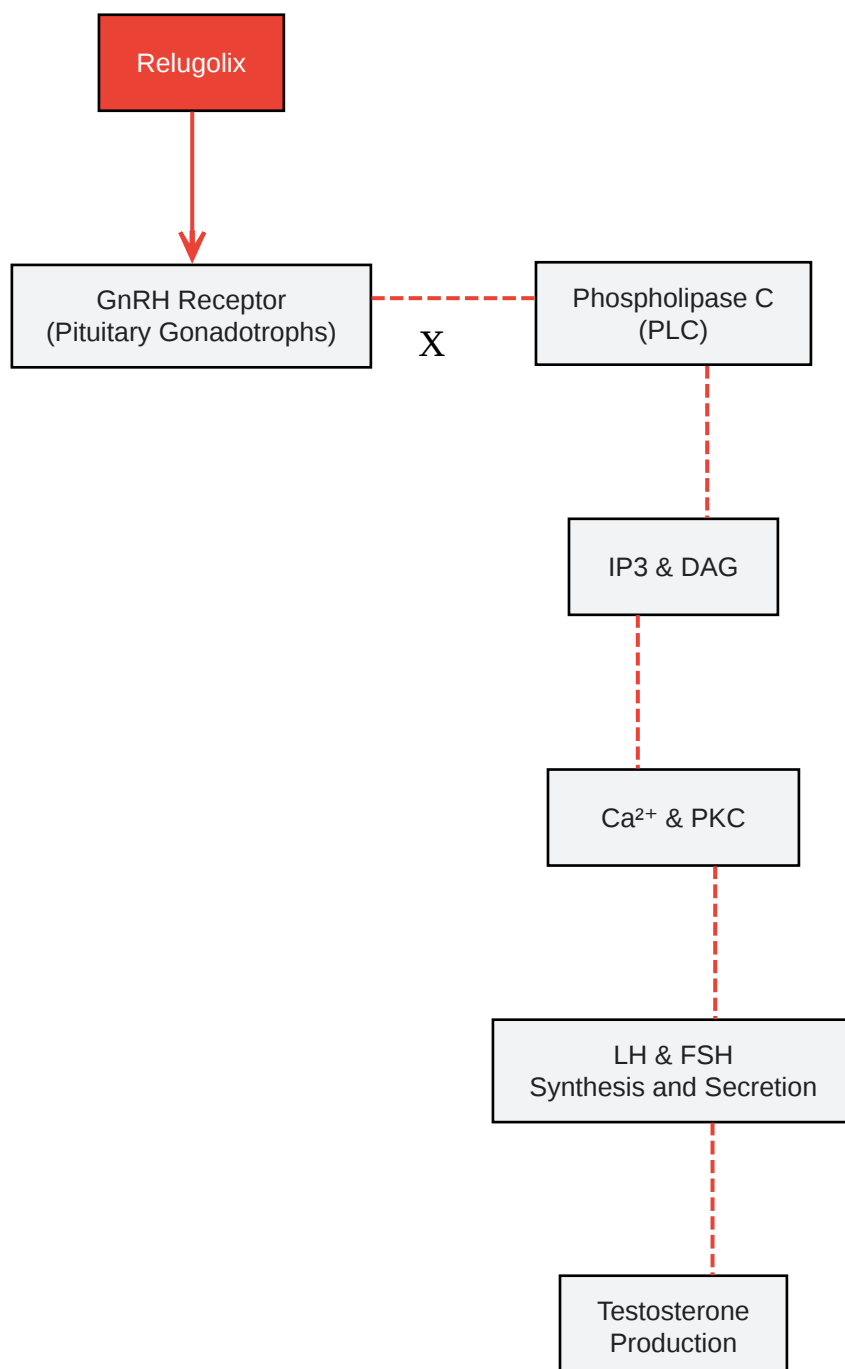 Relugolix
GnRH Receptor
(Pituitary Gonadotrophs)
X
Phospholipase C
(PLC)
IP3 & DAG
Ca²⁺ & PKC
LH & FSH
Synthesis and Secretion
Testosterone
Production